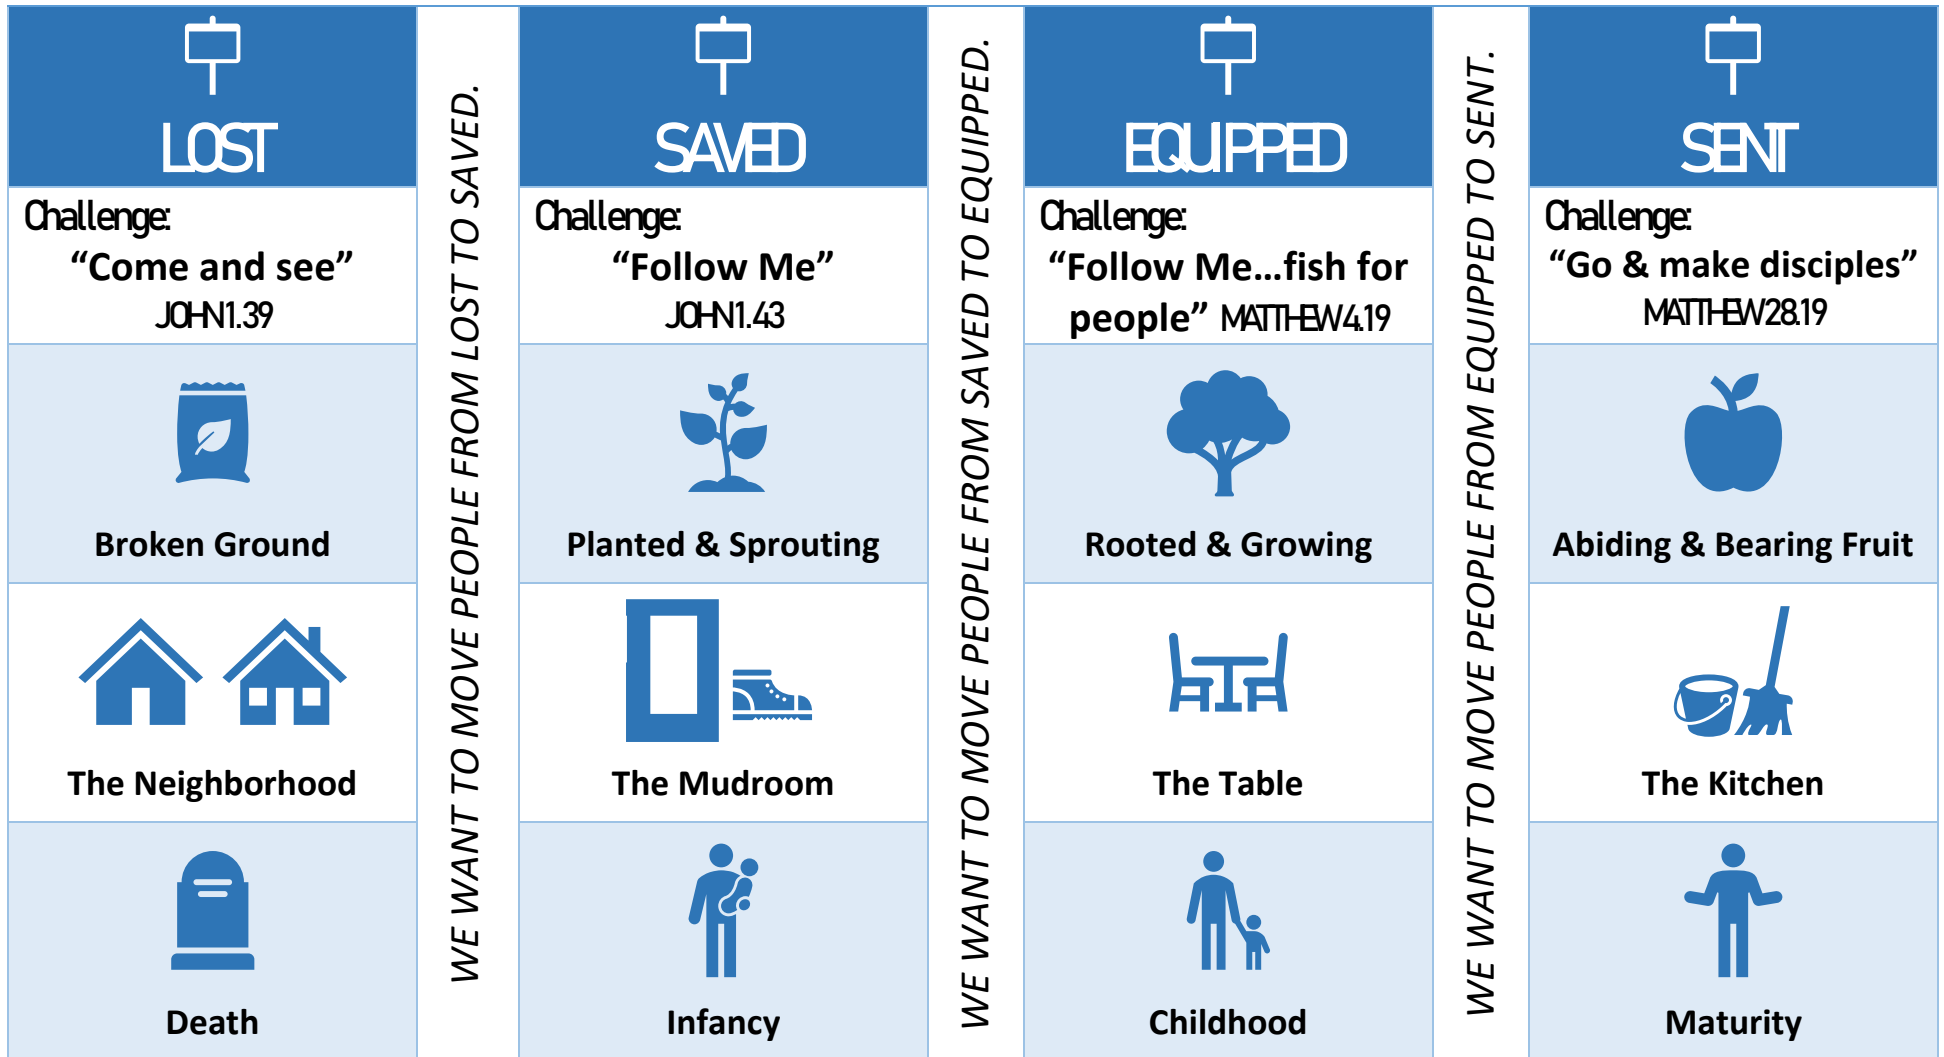 LOST
Challenge:
“Come and see”
JOHN 1.39
Broken Ground
The Neighborhood
Death
WE WANT TO MOVE PEOPLE FROM LOST TO SAVED.
SAVED
Challenge:
“Follow Me”
JOHN 1.43
Planted & Sprouting
The Mudroom
Infancy
WE WANT TO MOVE PEOPLE FROM SAVED TO EQUIPPED.
EQUIPPED
Challenge:
“Follow Me...fish for
people” MATTHEW 4.19
Rooted & Growing
The Table
Childhood
WE WANT TO MOVE PEOPLE FROM EQUIPPED TO SENT.
SENT
Challenge:
“Go & make disciples”
MATTHEW 28.19
Abiding & Bearing Fruit
The Kitchen
Maturity